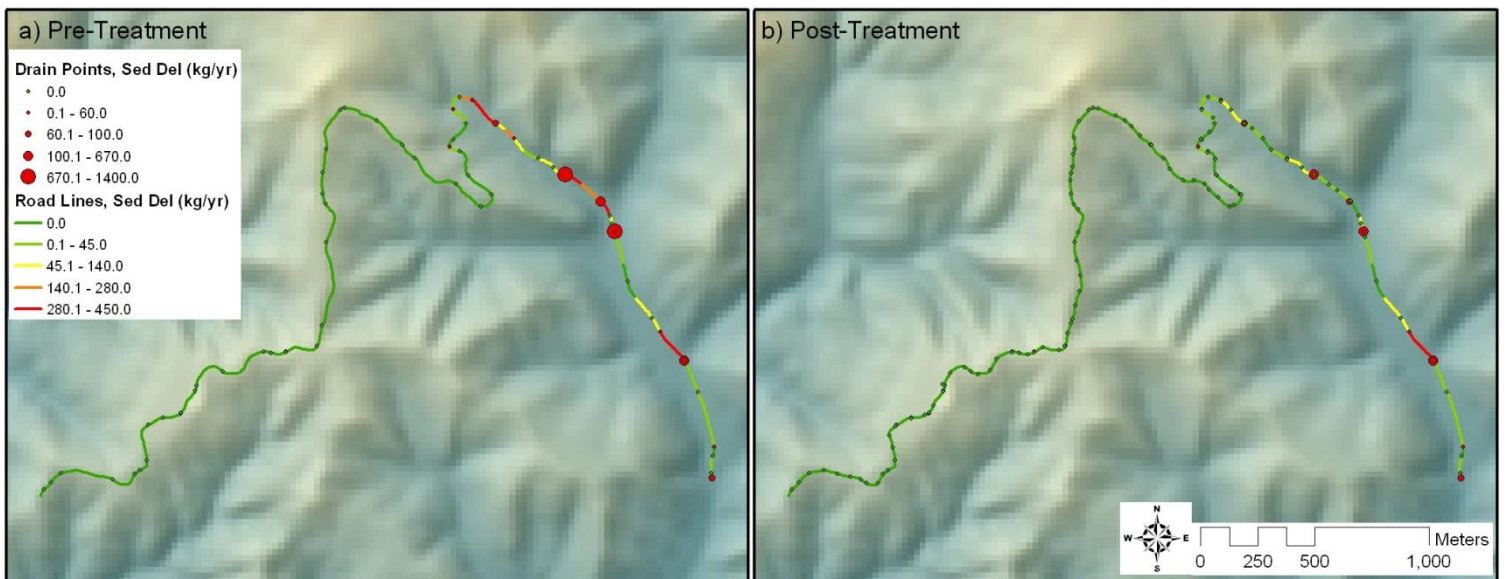 a) Pre-Treatment
Drain Points, Sed Del (kg/yr)
0.0
0.1 - 60.0
60.1 - 100.0
100.1 - 670.0
670.1 - 1400.0
Road Lines, Sed Del (kg/yr)
0.0
0.1 - 45.0
45.1 - 140.0
140.1 - 280.0
280.1 - 450.0
b) Post-Treatment
N
W E
S
Meters
0 250 500 1,000